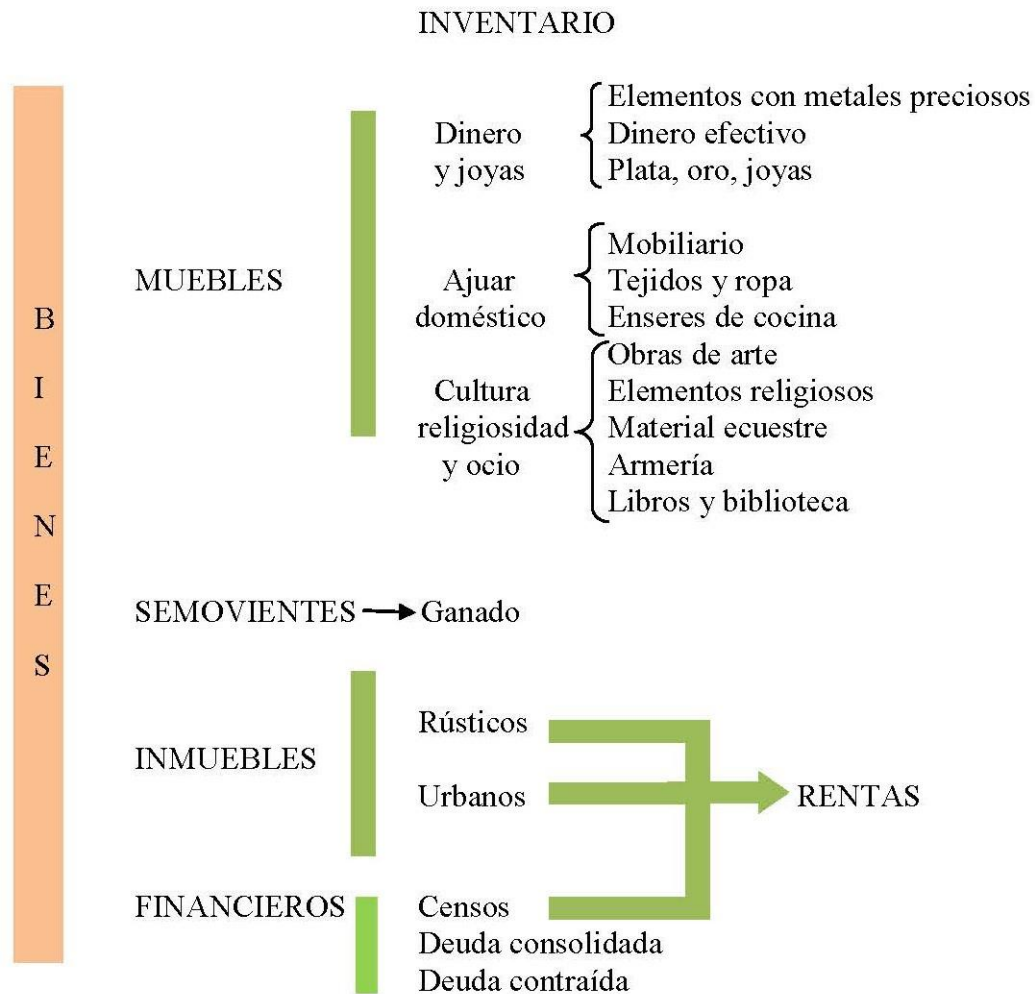 INVENTARIO
BIENES
MUEBLES
Dinero
y joyas
Elementos con metales preciosos
Dinero efectivo
Plata, oro, joyas
Ajuar
doméstico
Mobiliario
Tejidos y ropa
Enseres de cocina
Cultura
religiosidad
y ocio
Obras de arte
Elementos religiosos
Material ecuestre
Armería
Libros y biblioteca
SEMOVIENTES
Ganado
INMUEBLES
Rústicos
Urbanos
RENTAS
FINANCIEROS
Censos
Deuda consolidada
Deuda contraída